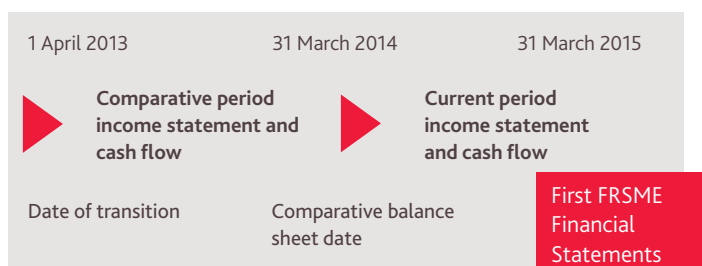 1 April 2013
31 March 2014
31 March 2015
Comparative period
income statement and
cash flow
Current period
income statement
and cash flow
Date of transition
Comparative balance
sheet date
First FRSME
Financial
Statements